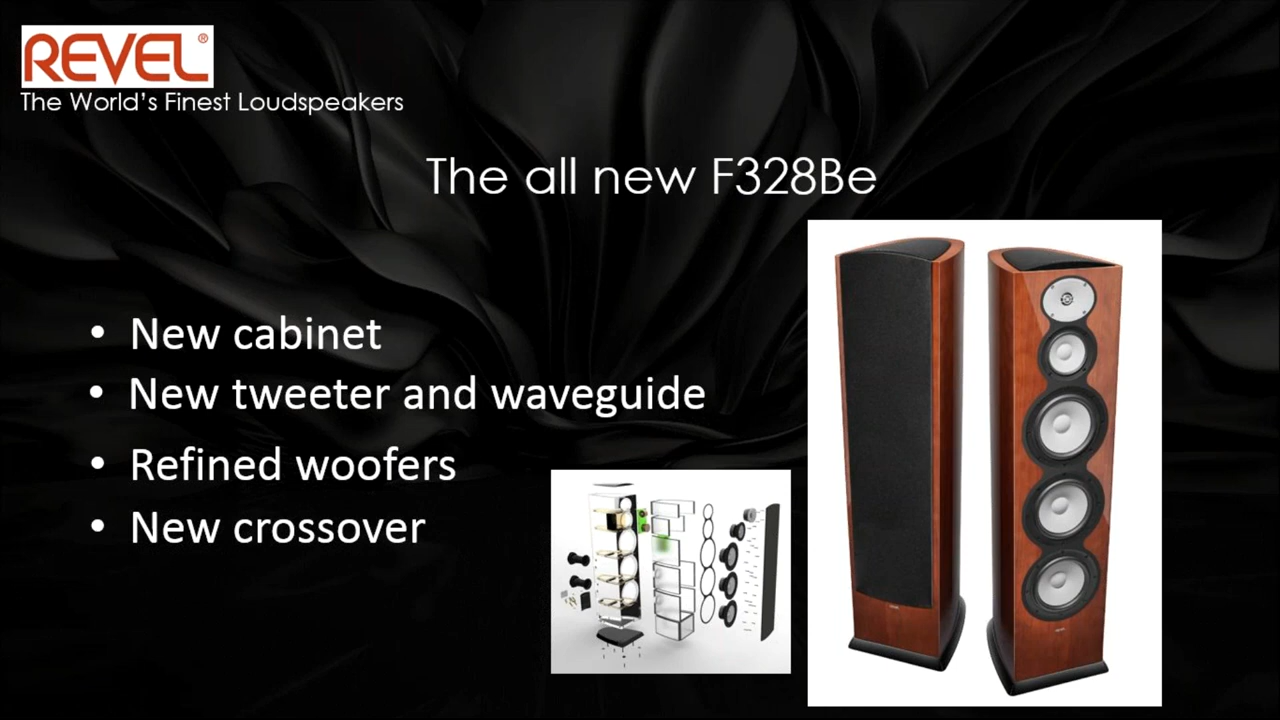 REVEL®
The World's Finest Loudspeakers
The all new F328Be
• New cabinet
• New tweeter and waveguide
• Refined woofers
• New crossover